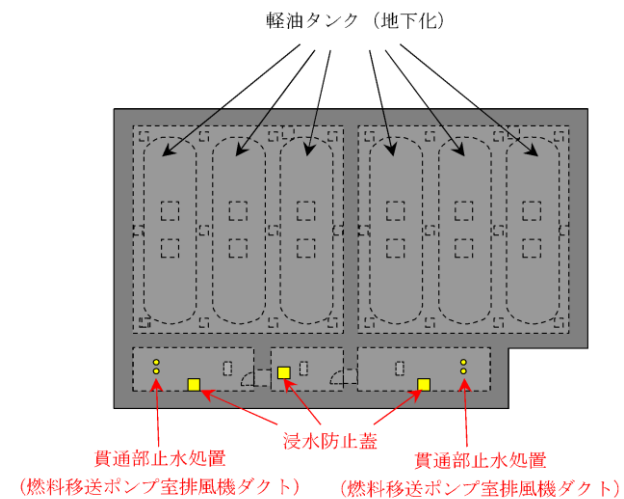 軽油タンク（地下化）
浸水防止蓋
貫通部止水処置
（燃料移送ポンプ室排風機ダクト）
貫通部止水処置
（燃料移送ポンプ室排風機ダクト）